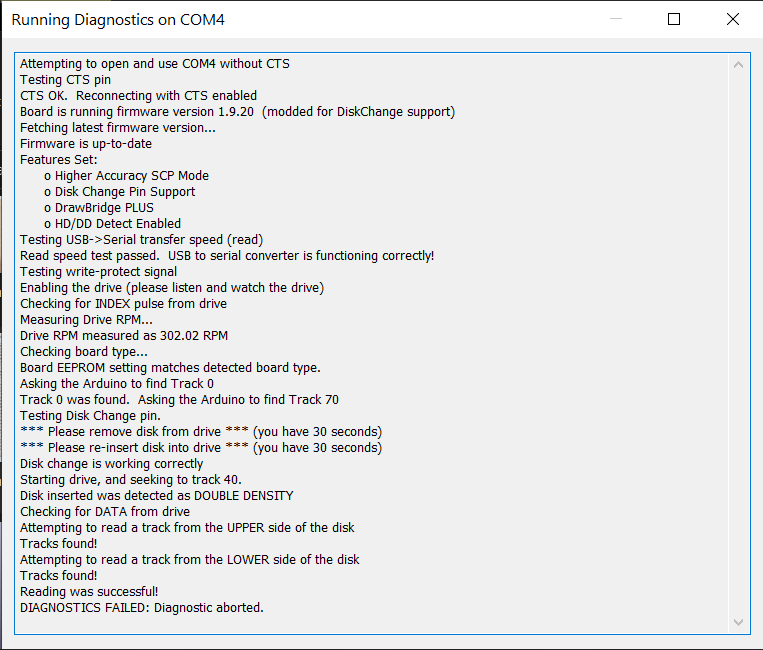 Running Diagnostics on COM4
Attempting to open and use COM4 without CTS
Testing CTS pin
CTS OK.  Reconnecting with CTS enabled
Board is running firmware version 1.9.20  (modded for DiskChange support)
Fetching latest firmware version...
Firmware is up-to-date
Features Set:
o Higher Accuracy SCP Mode
o Disk Change Pin Support
o DrawBridge PLUS
o HD/DD Detect Enabled
Testing USB->Serial transfer speed (read)
Read speed test passed.  USB to serial converter is functioning correctly!
Testing write-protect signal
Enabling the drive (please listen and watch the drive)
Checking for INDEX pulse from drive
Measuring Drive RPM...
Drive RPM measured as 302.02 RPM
Checking board type...
Board EEPROM setting matches detected board type.
Asking the Arduino to find Track 0
Track 0 was found.  Asking the Arduino to find Track 70
Testing Disk Change pin.
*** Please remove disk from drive *** (you have 30 seconds)
*** Please re-insert disk into drive *** (you have 30 seconds)
Disk change is working correctly
Starting drive, and seeking to track 40.
Disk inserted was detected as DOUBLE DENSITY
Checking for DATA from drive
Attempting to read a track from the UPPER side of the disk
Tracks found!
Attempting to read a track from the LOWER side of the disk
Tracks found!
Reading was successful!
DIAGNOSTICS FAILED: Diagnostic aborted.